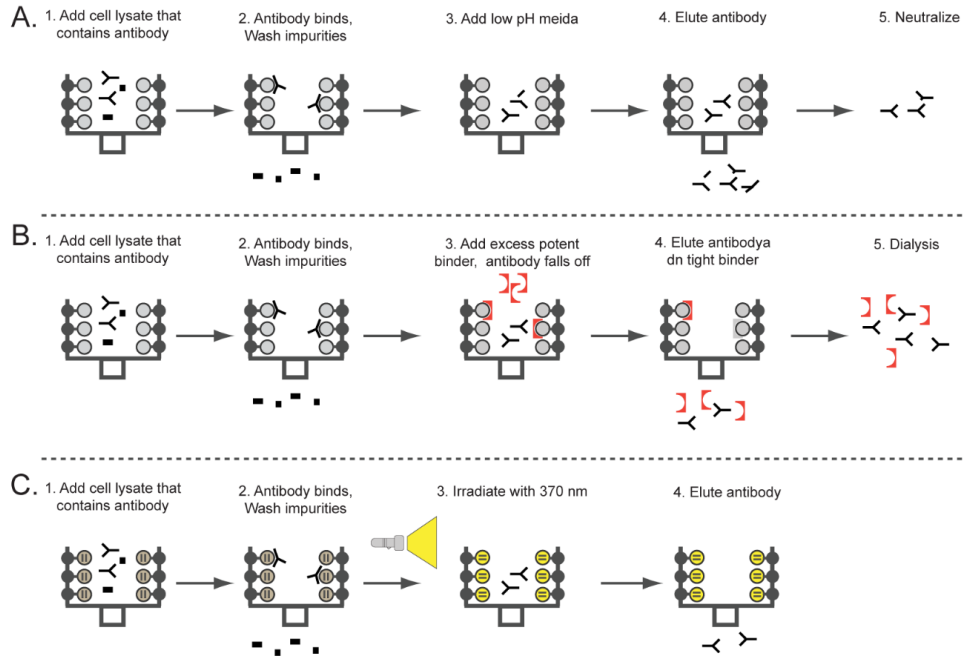 A.
1. Add cell lysate that
contains antibody
2. Antibody binds,
Wash impurities
3. Add low pH meida
4. Elute antibody
5. Neutralize
B.
1. Add cell lysate that
contains antibody
2. Antibody binds,
Wash impurities
3. Add excess potent
binder, antibody falls off
4. Elute antibodya
dn tight binder
5. Dialysis
C.
1. Add cell lysate that
contains antibody
2. Antibody binds,
Wash impurities
3. Irradiate with 370 nm
4. Elute antibody